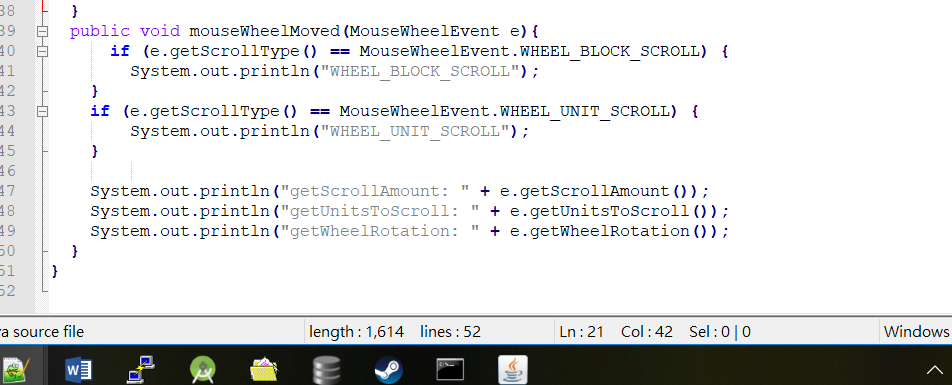 38 }
39 public void mouseWheelMoved(MouseWheelEvent e){
40 if (e.getScrollType() == MouseWheelEvent.WHEEL_BLOCK_SCROLL) {
41 System.out.println("WHEEL_BLOCK_SCROLL");
42 }
43 if (e.getScrollType() == MouseWheelEvent.WHEEL_UNIT_SCROLL) {
44 System.out.println("WHEEL_UNIT_SCROLL");
45 }
46
47 System.out.println("getScrollAmount: " + e.getScrollAmount());
48 System.out.println("getUnitsToScroll: " + e.getUnitsToScroll());
49 System.out.println("getWheelRotation: " + e.getWheelRotation());
50 }
51 }
52
a source file length : 1,614 lines : 52 Ln : 21 Col : 42 Sel : 0 | 0 Windows